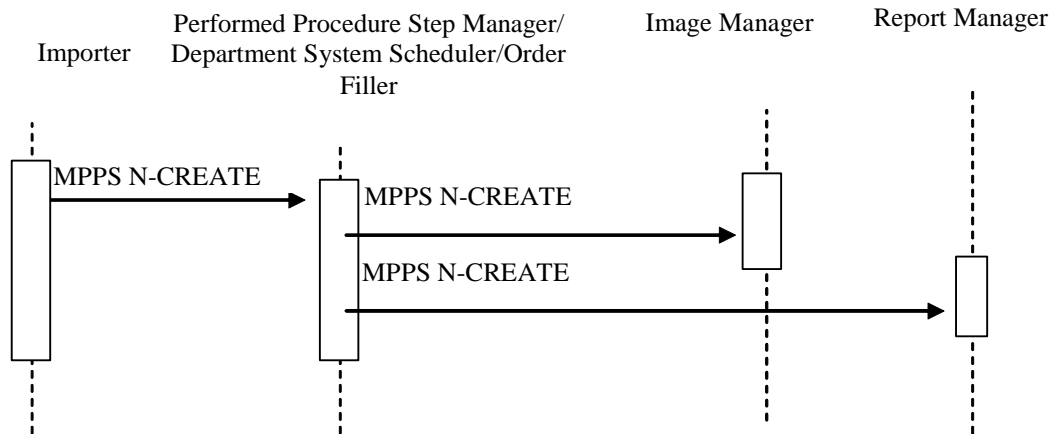 Importer
Performed Procedure Step Manager/
Department System Scheduler/Order
Filler
Image Manager
Report Manager
MPPS N-CREATE
MPPS N-CREATE
MPPS N-CREATE